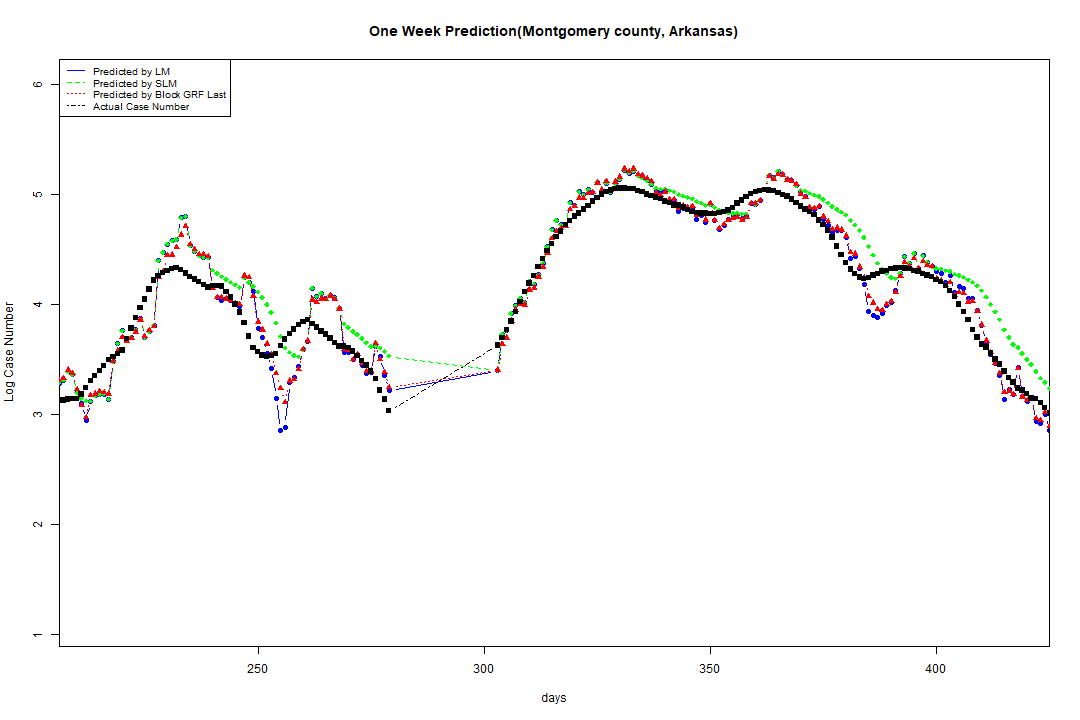 One Week Prediction(Montgomery county, Arkansas)
Predicted by LM
Predicted by SLM
Predicted by Block GRF Last
Actual Case Number
Log Case Number
6
5
4
3
2
1
250 300 350 400
days